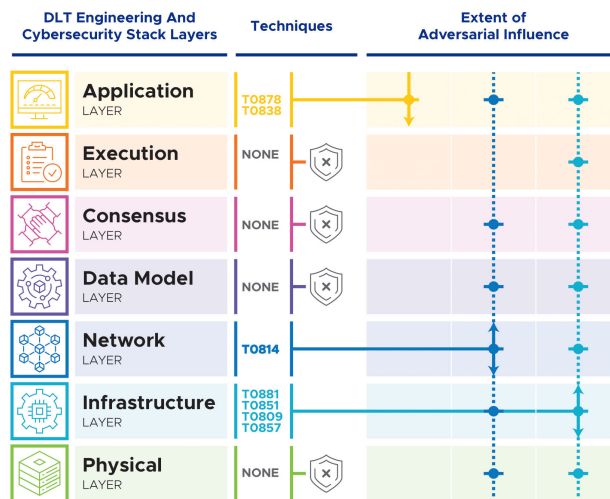 DLT Engineering And
Cybersecurity Stack Layers
Techniques
Extent of
Adversarial Influence
Application
LAYER
T0878
T0838
Execution
LAYER
NONE
Consensus
LAYER
NONE
Data Model
LAYER
NONE
Network
LAYER
T0814
Infrastructure
LAYER
T0881
T0851
T0809
T0857
Physical
LAYER
NONE